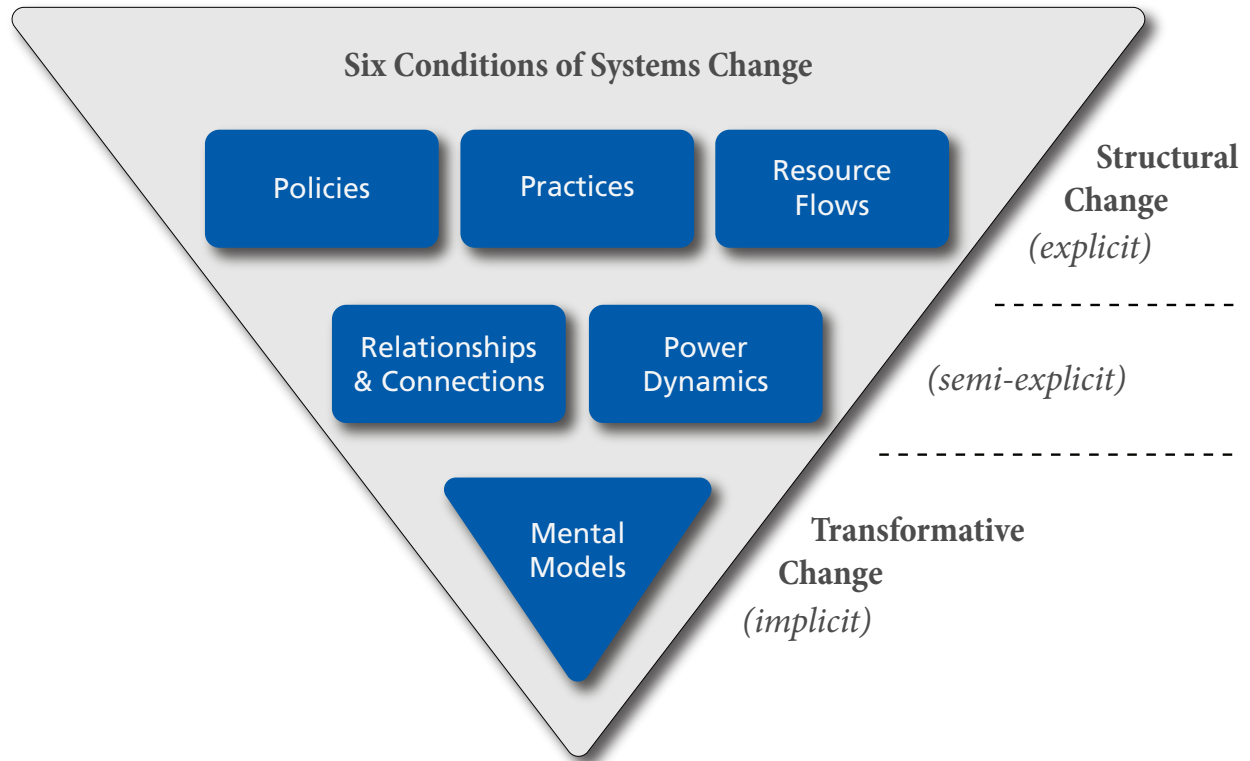 Six Conditions of Systems Change
Policies
Practices
Resource
Flows
Structural
Change
(explicit)
Relationships
& Connections
Power
Dynamics
(semi-explicit)
Mental
Models
Transformative
Change
(implicit)